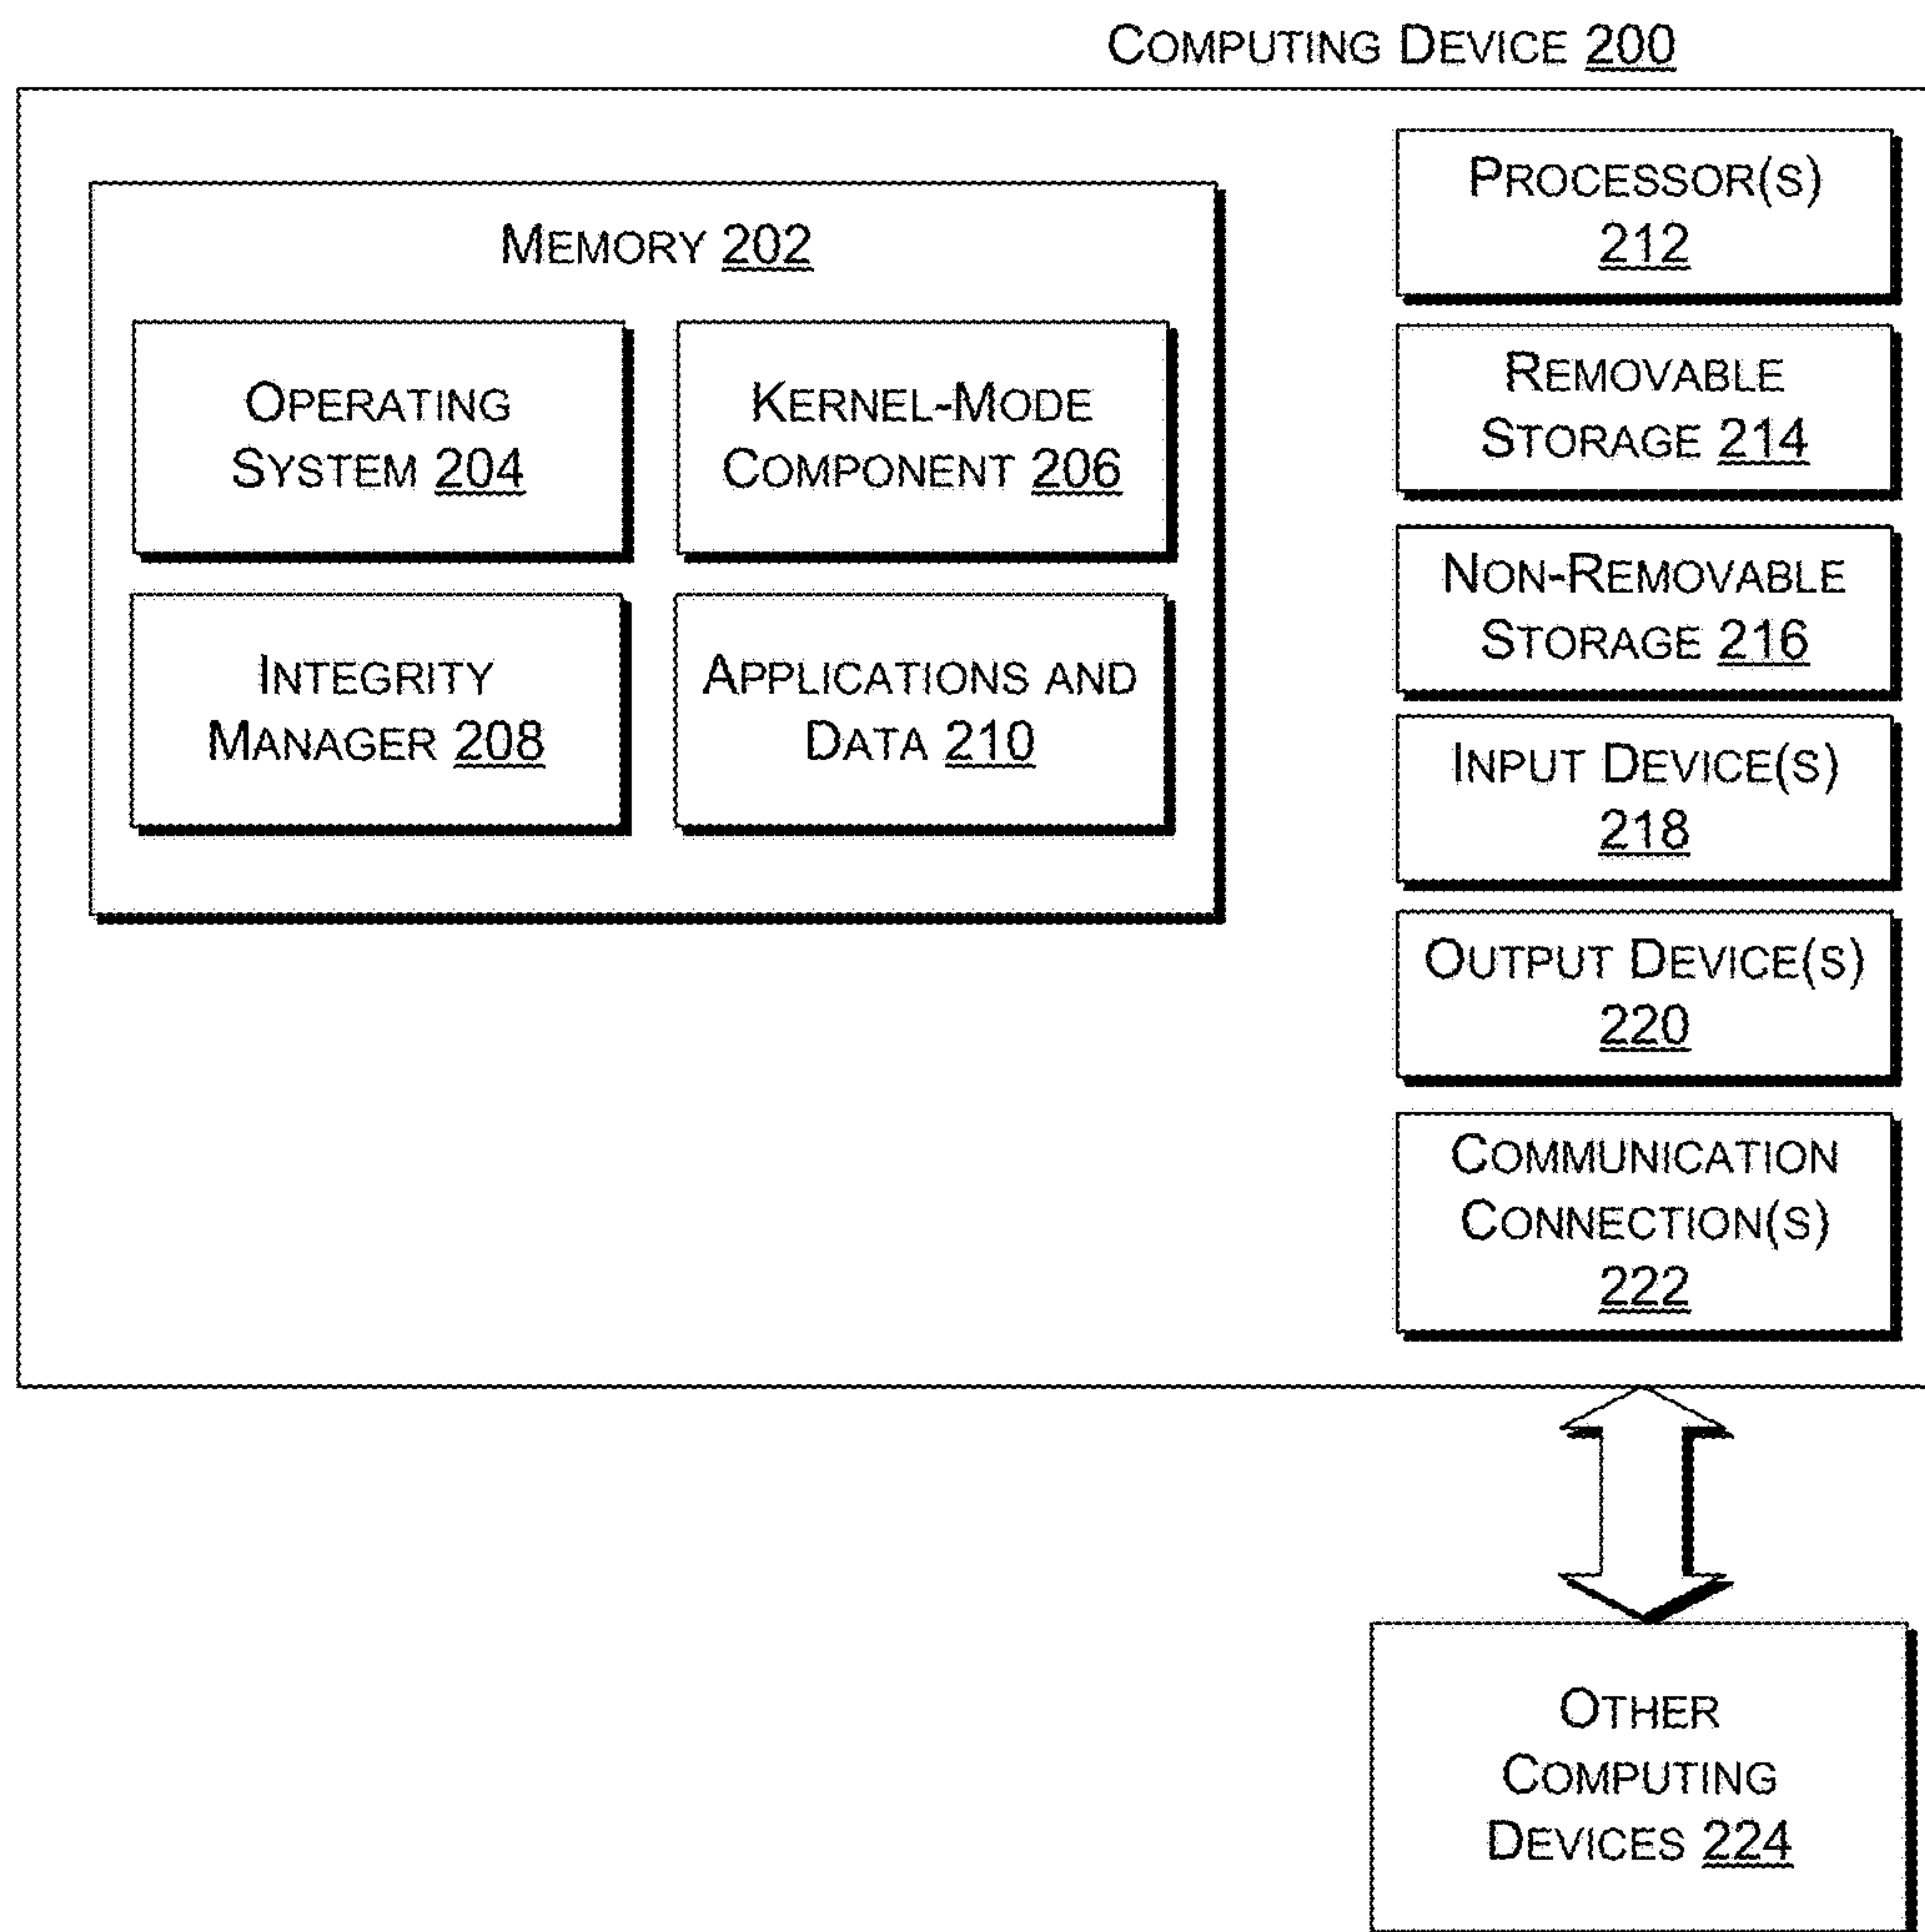 COMPUTING DEVICE 200
MEMORY 202
OPERATING
SYSTEM 204
KERNEL-MODE
COMPONENT 206
INTEGRITY
MANAGER 208
APPLICATIONS AND
DATA 210
PROCESSOR(S)
212
REMOVABLE
STORAGE 214
NON-REMOVABLE
STORAGE 216
INPUT DEVICE(S)
218
OUTPUT DEVICE(S)
220
COMMUNICATION
CONNECTION(S)
222
OTHER
COMPUTING
DEVICES 224